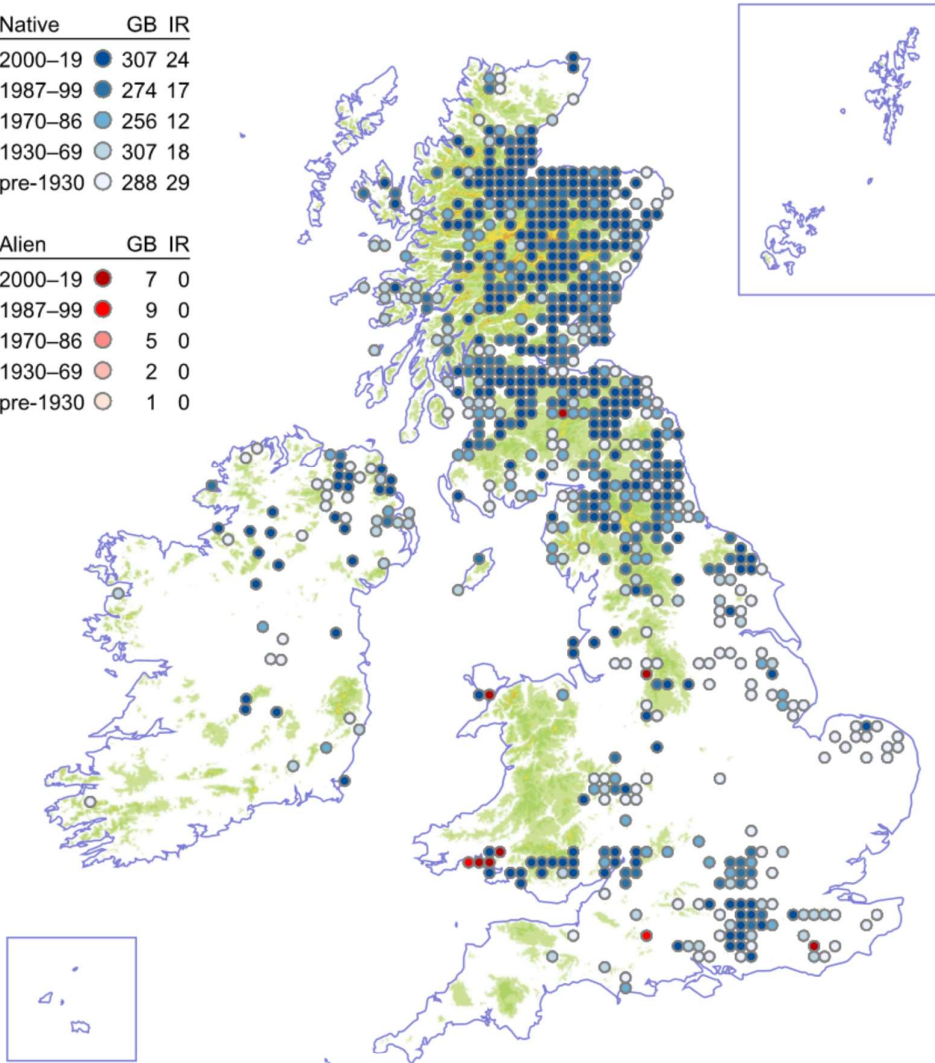 Native GB IR
2000–19 307 24
1987–99 274 17
1970–86 256 12
1930–69 307 18
pre-1930 288 29
Alien GB IR
2000–19 7 0
1987–99 9 0
1970–86 5 0
1930–69 2 0
pre-1930 1 0